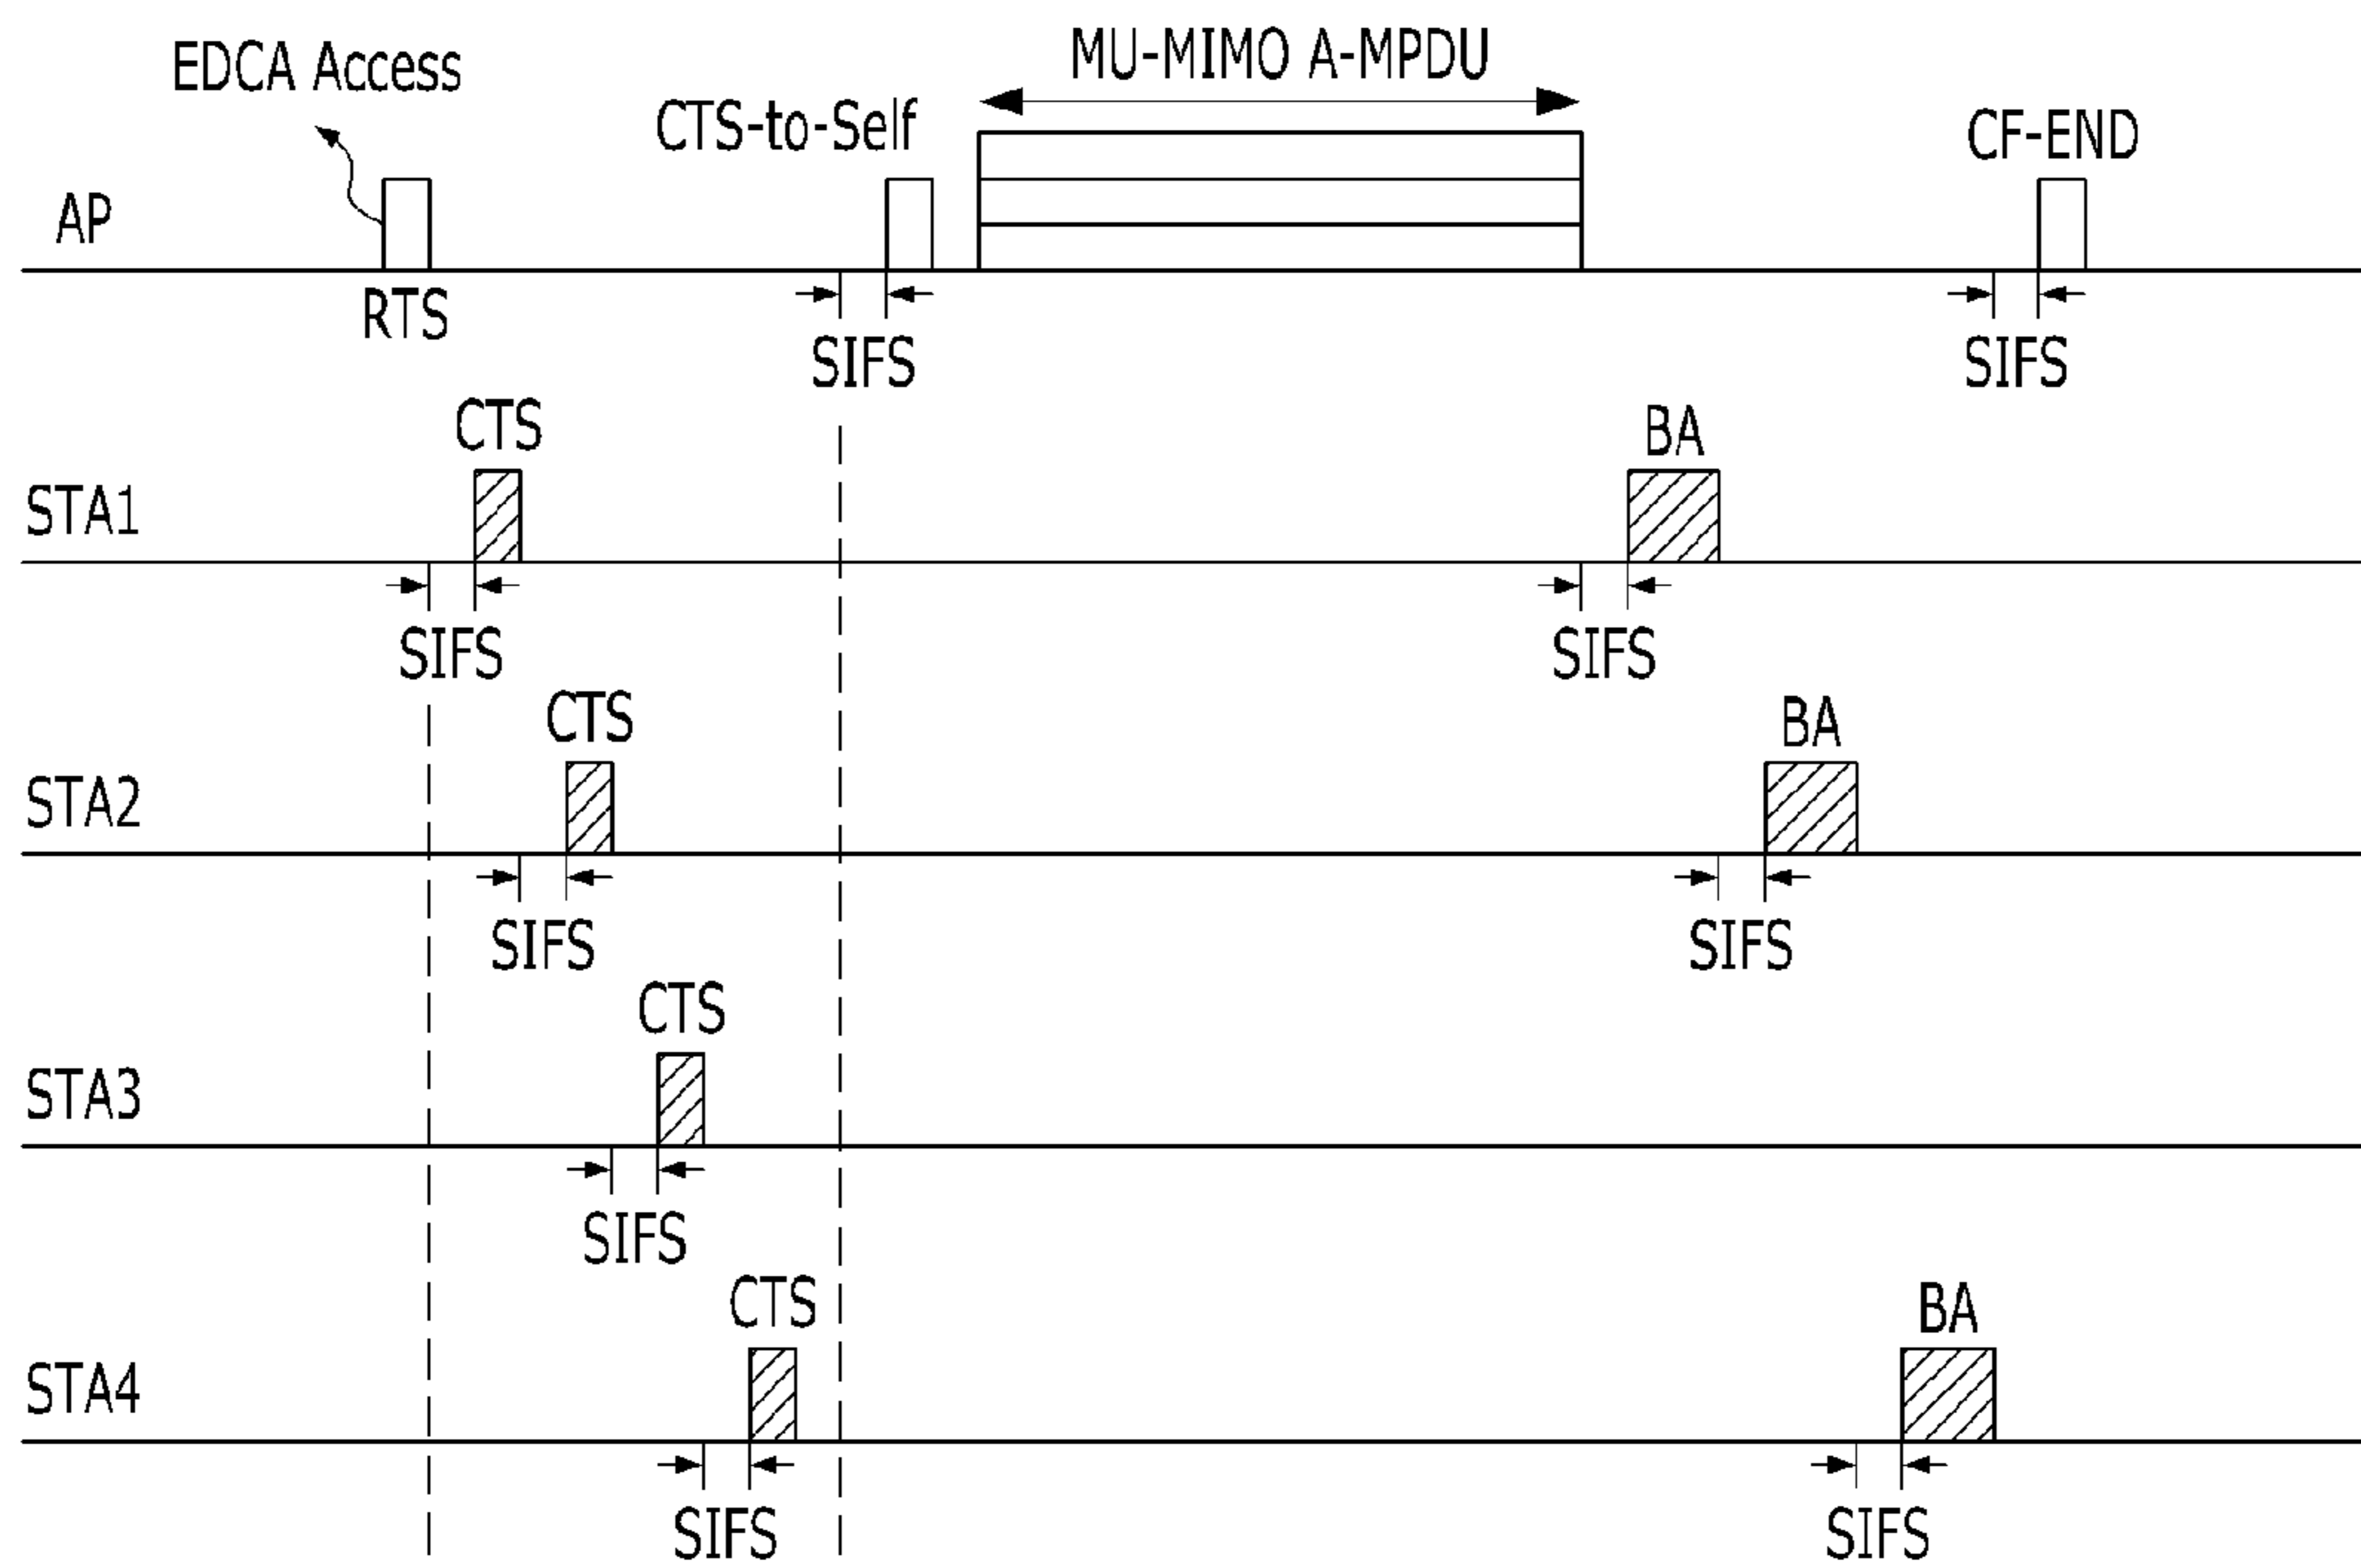 EDCA Access
MU-MIMO A-MPDU
CTS-to-Self
CF-END
AP
RTS
SIFS
SIFS
CTS
BA
STA1
SIFS
SIFS
CTS
BA
STA2
SIFS
SIFS
CTS
STA3
SIFS
CTS
BA
STA4
SIFS
SIFS